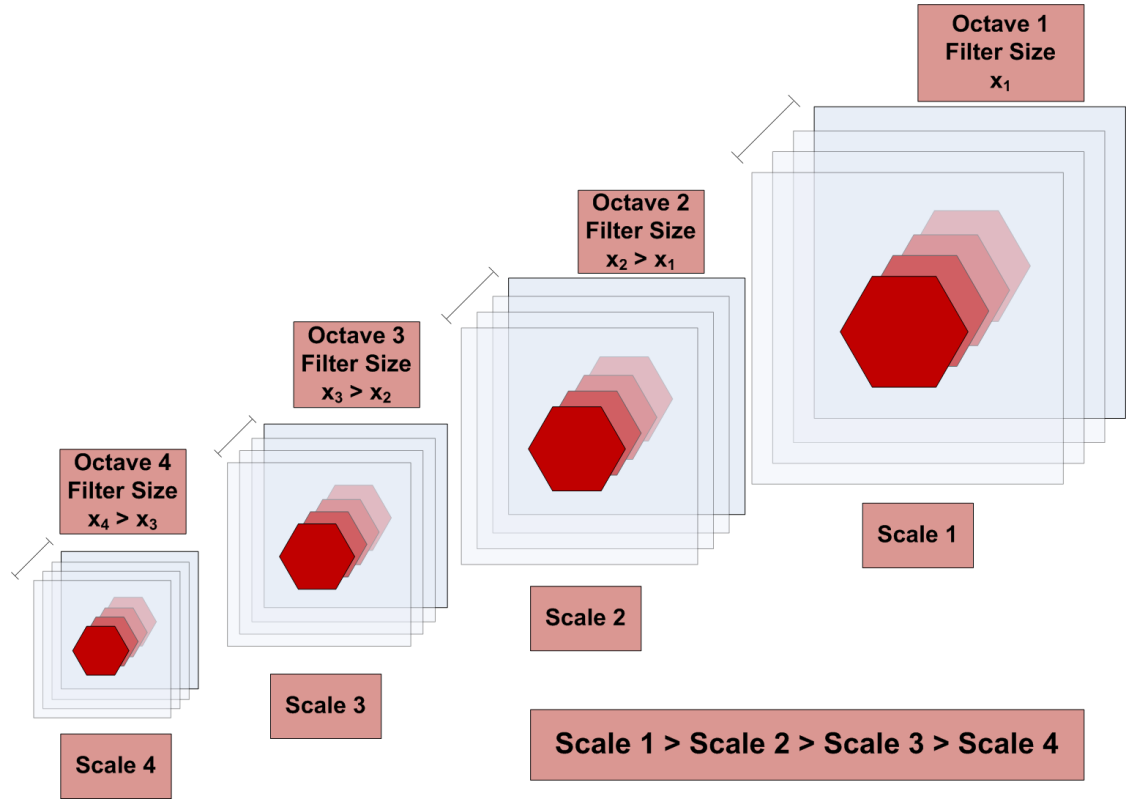 Octave 1
Filter Size
x₁
Octave 2
Filter Size
x₂ > x₁
Octave 3
Filter Size
x₃ > x₂
Octave 4
Filter Size
x₄ > x₃
Scale 1
Scale 2
Scale 3
Scale 4
Scale 1 > Scale 2 > Scale 3 > Scale 4